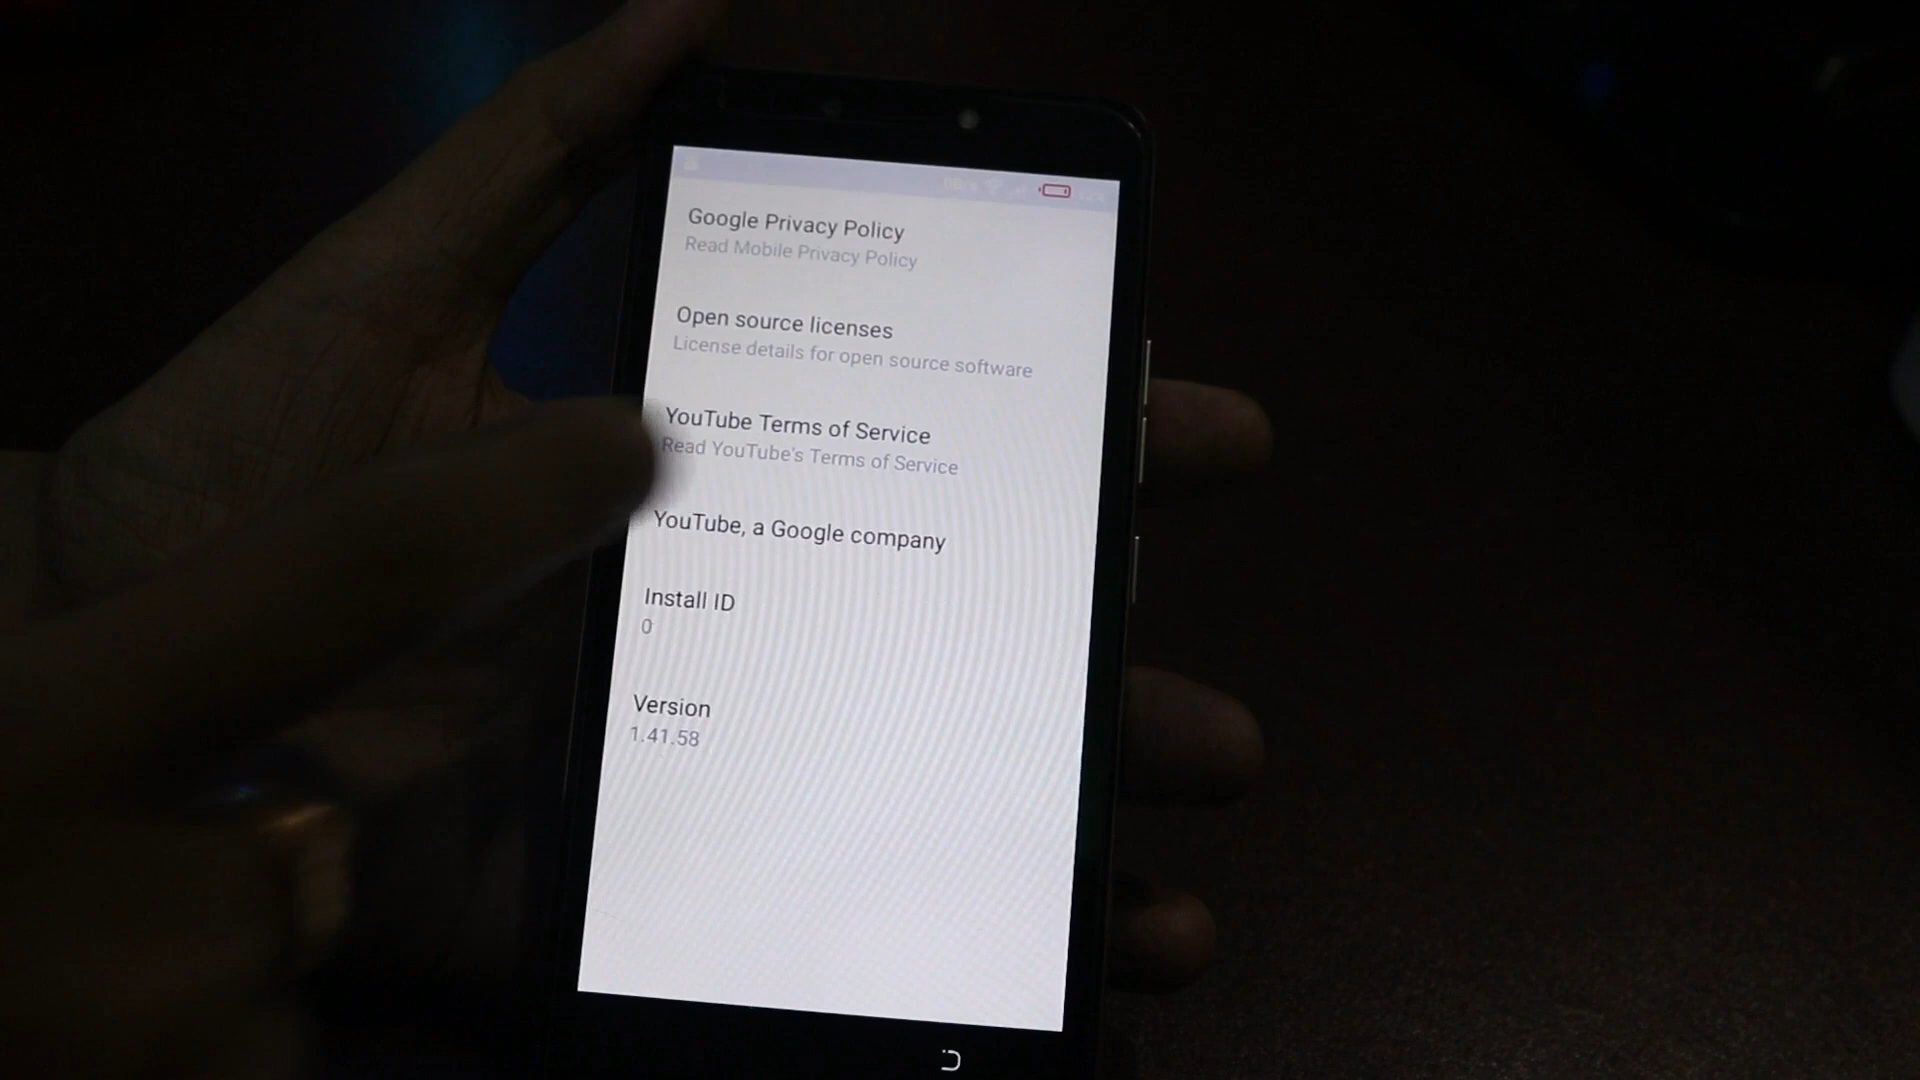 Google Privacy Policy
Read Mobile Privacy Policy
Open source licenses
License details for open source software
YouTube Terms of Service
Read YouTube's Terms of Service
YouTube, a Google company
Install ID
0
Version
1.41.58